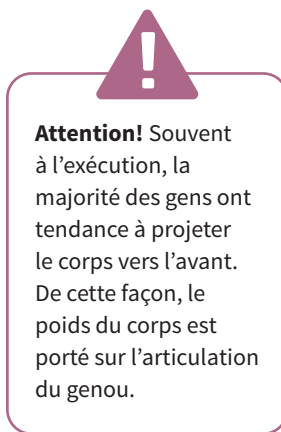 Attention! Souvent
à l’exécution, la
majorité des gens ont
tendance à projeter
le corps vers l’avant.
De cette façon, le
poids du corps est
porté sur l’articulation
du genou.